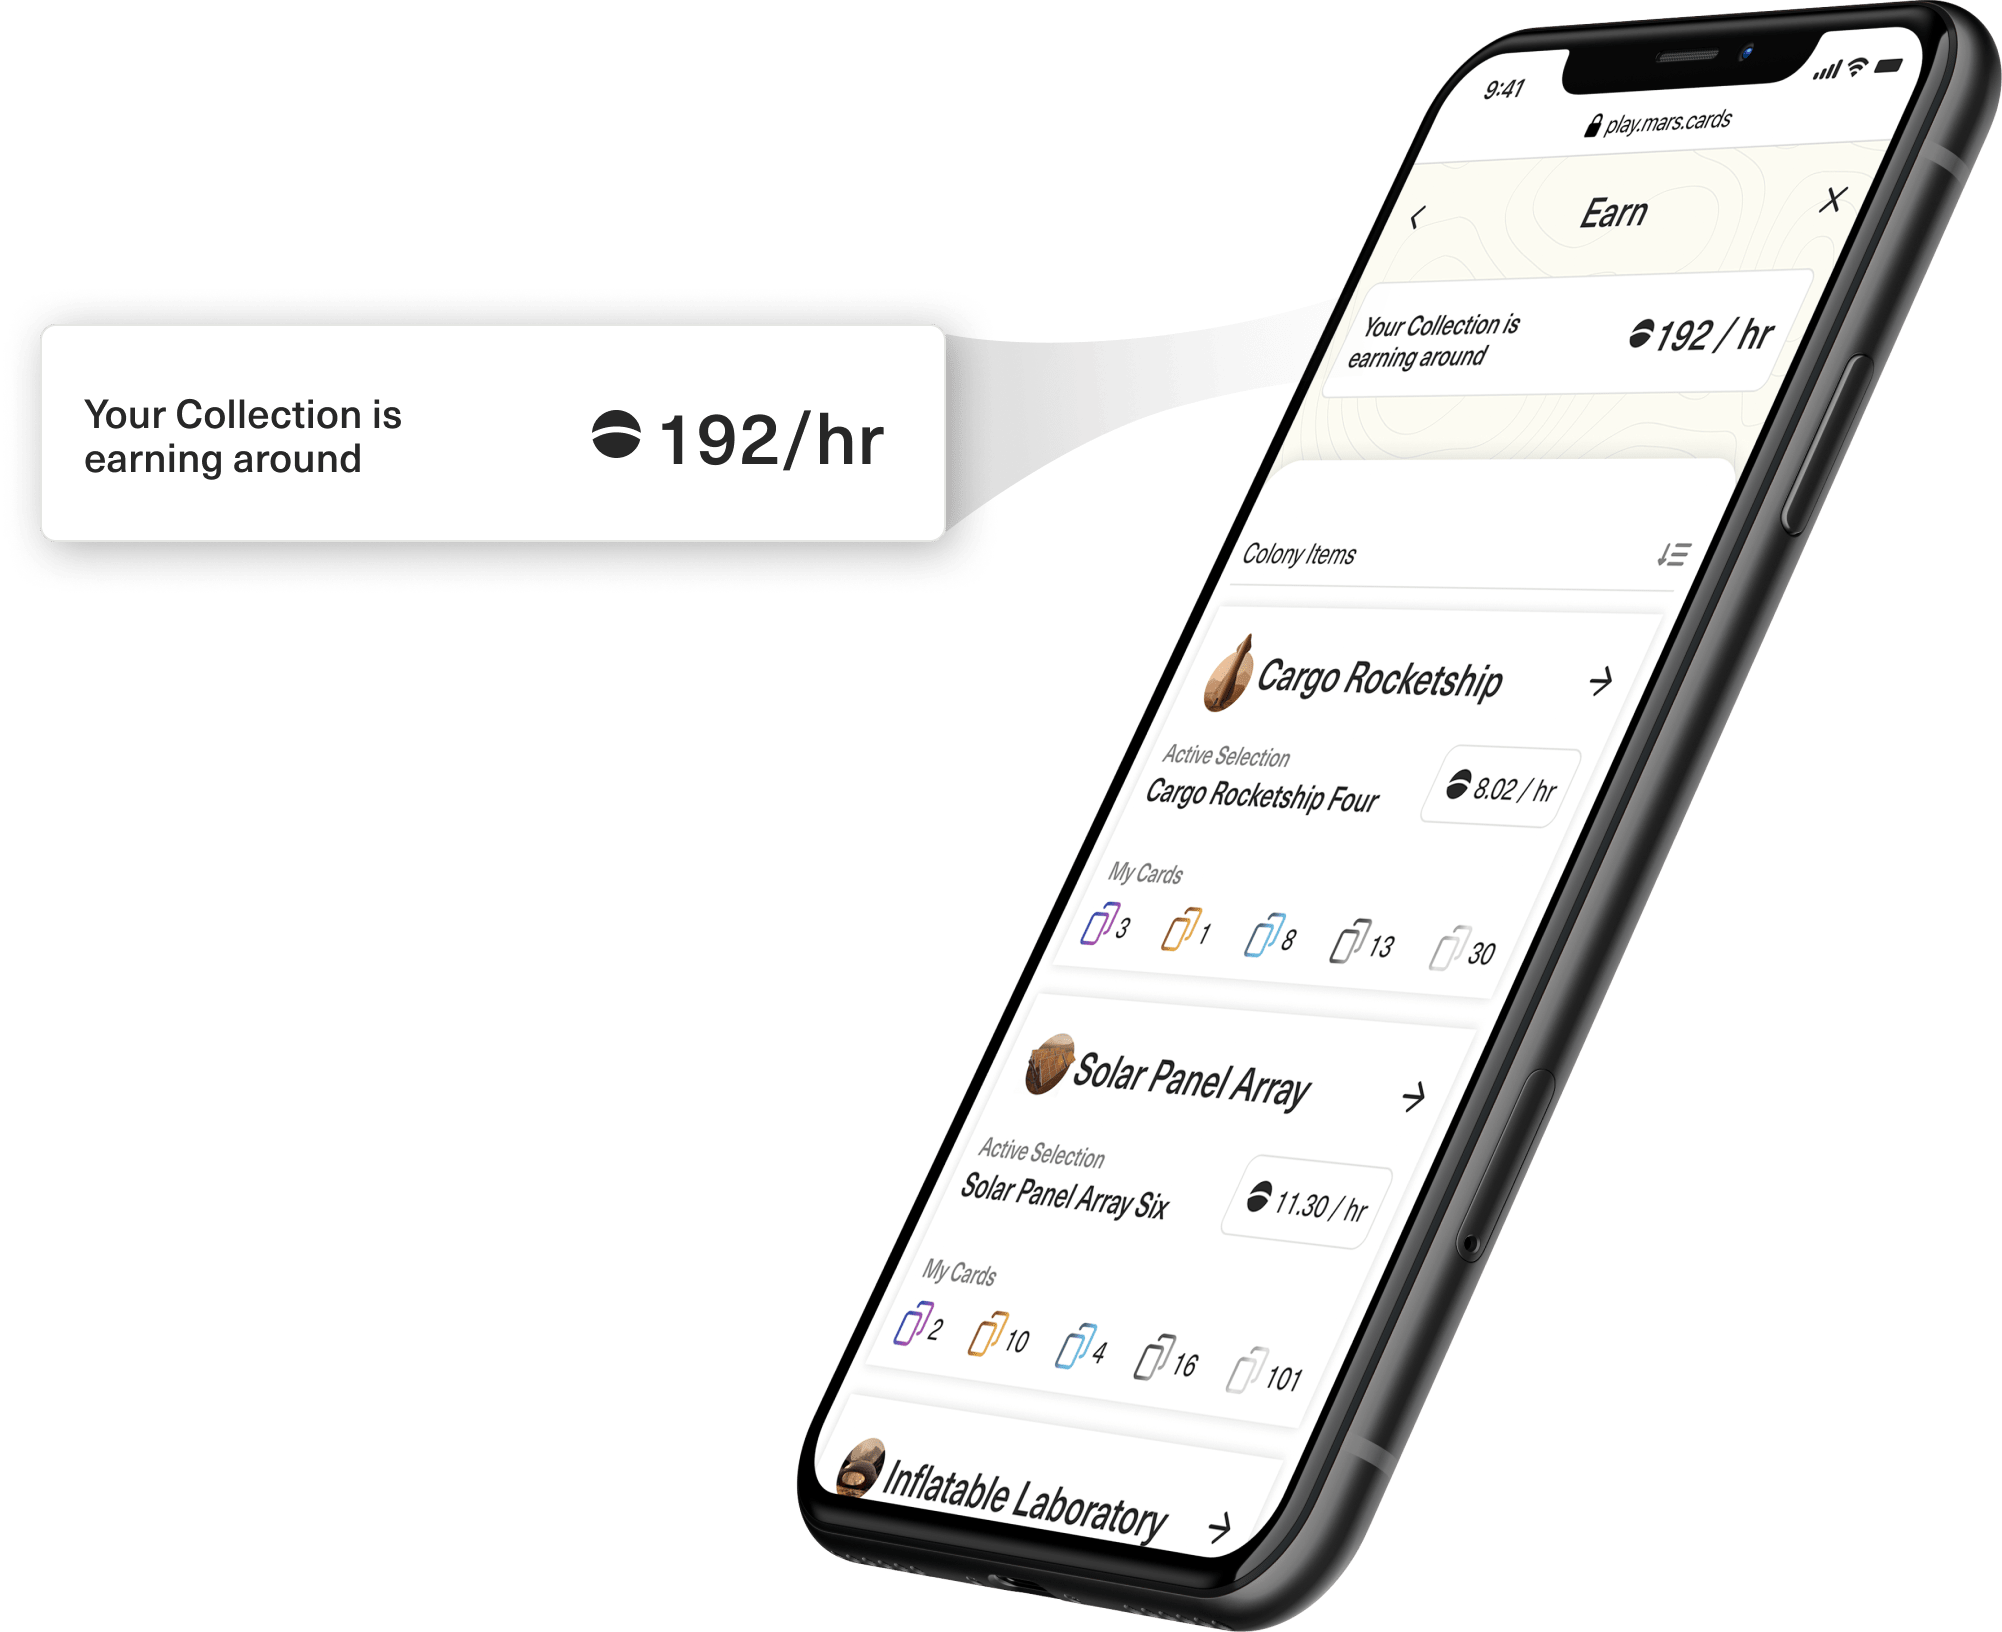 Your Collection is
earning around
192/hr
9:41
play.mars.cards
Earn
Your Collection is
earning around
192 / hr
Colony Items
Cargo Rocketship
Active Selection
Cargo Rocketship Four
8.02 / hr
My Cards
3 1 8 13 30
Solar Panel Array
Active Selection
Solar Panel Array Six
11.30 / hr
My Cards
2 10 4 16 101
Inflatable Laboratory